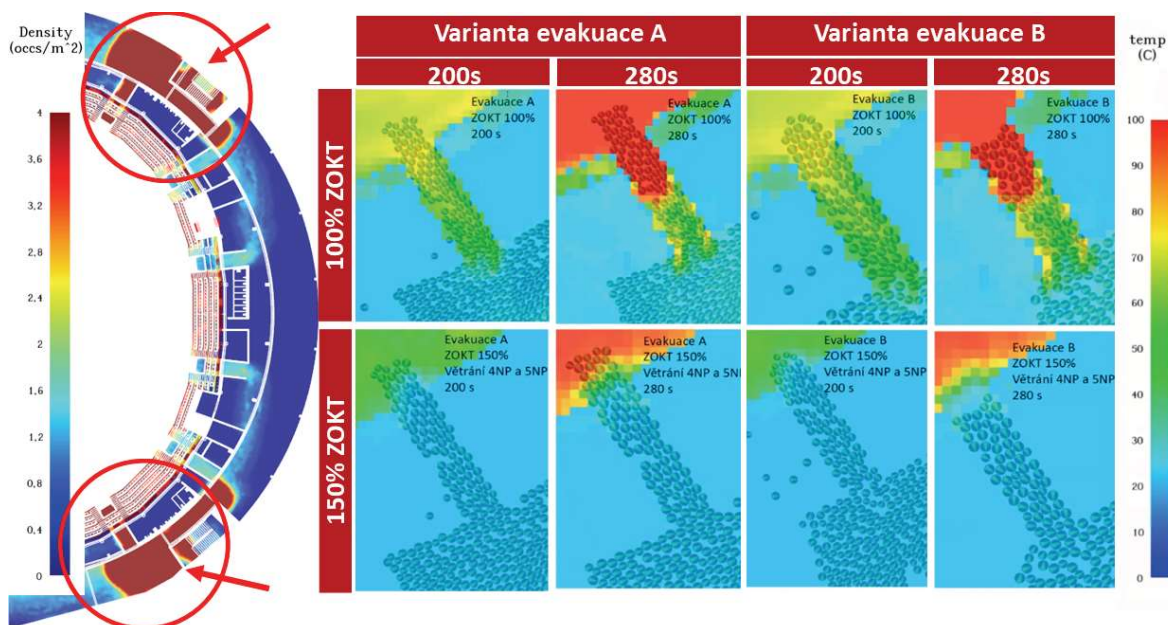 Density
(occs/m^2)
4
3,6
3,2
2,8
2,4
2
1,6
1,2
0,8
0,4
0
Varianta evakuace A
Varianta evakuace B
200s
280s
200s
280s
100% ZOKT
Evakuace A
ZOKT 100%
200 s
Evakuace A
ZOKT 100%
280 s
Evakuace B
ZOKT 100%
200 s
Evakuace B
ZOKT 100%
280 s
150% ZOKT
Evakuace A
ZOKT 150%
Větrání 4NP a 5NP
200 s
Evakuace A
ZOKT 150%
Větrání 4NP a 5NP
280 s
Evakuace B
ZOKT 150%
Větrání 4NP a 5NP
200 s
Evakuace B
ZOKT 150%
Větrání 4NP a 5NP
280 s
temp
(C)
100
90
80
70
60
50
40
30
20
10
0